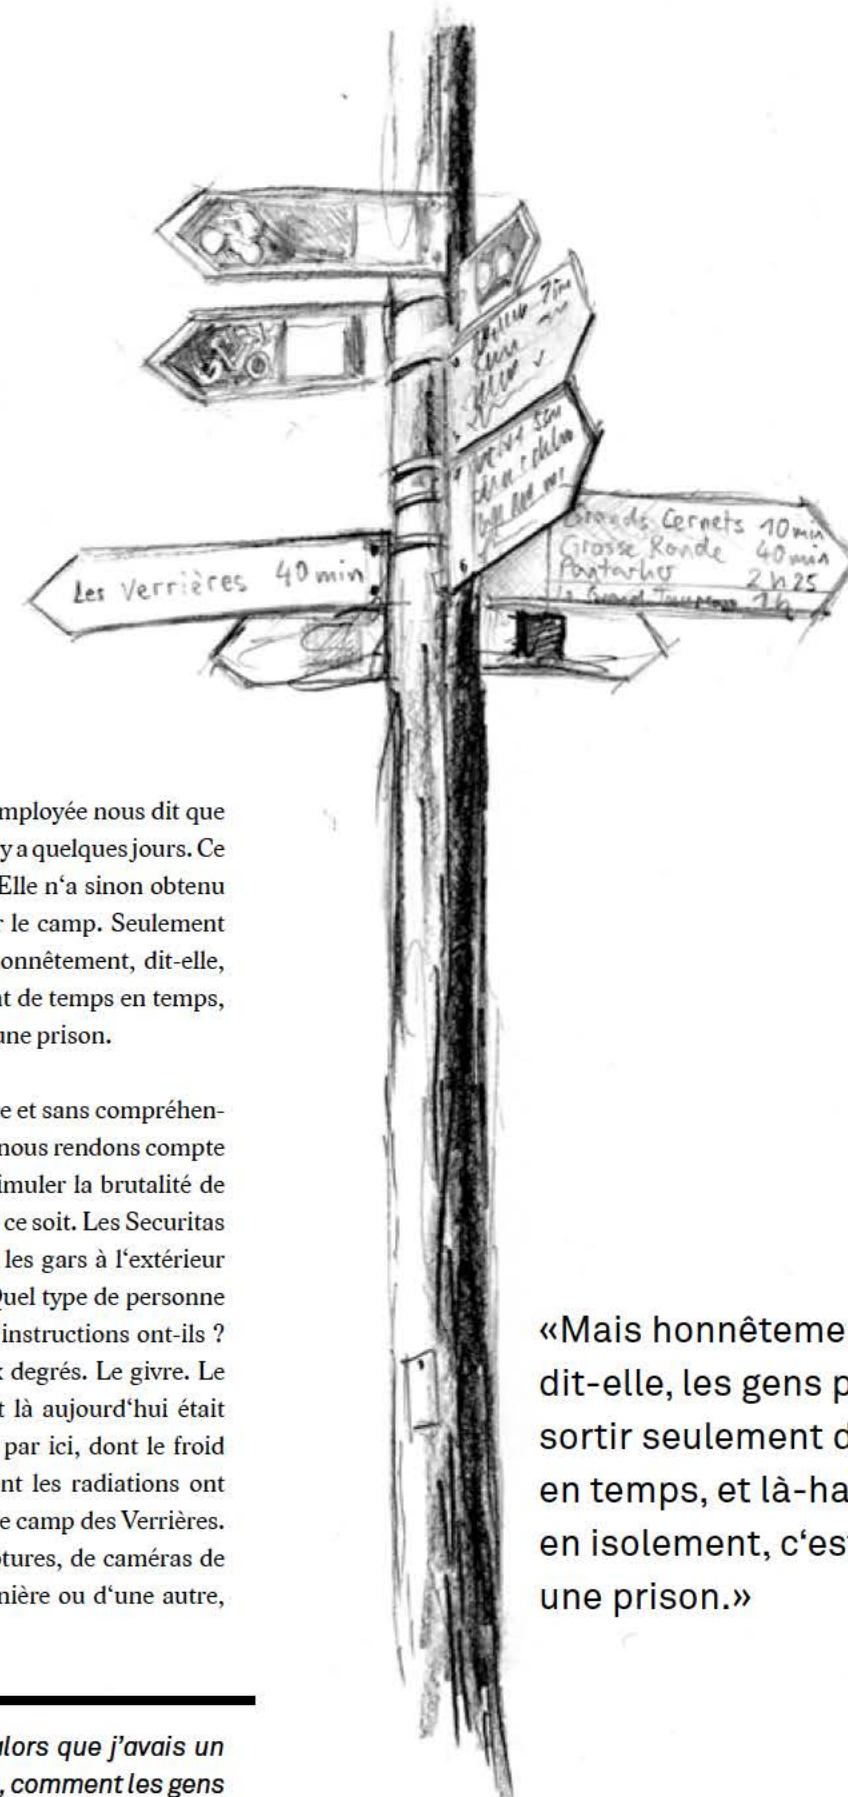 Les Verrières 40 min
Grands Cernets 10 min
Grosse Ronde 40 min
2 h 25
1 h
mployée nous dit que
y a quelques jours. Ce
Elle n‘a sinon obtenu
r le camp. Seulement
onnêtement, dit-elle,
nt de temps en temps,
une prison.
e et sans compréhen-
nous rendons compte
imuler la brutalité de
ce soit. Les Securitas
les gars à l‘extérieur
Quel type de personne
instructions ont-ils ?
x degrés. Le givre. Le
t là aujourd‘hui était
par ici, dont le froid
nt les radiations ont
e camp des Verrières.
tures, de caméras de
nière ou d‘une autre,
«Mais honnêteme
dit-elle, les gens p
sortir seulement d
en temps, et là-ha
en isolement, c‘est
une prison.»
alors que j’avais un
, comment les gens